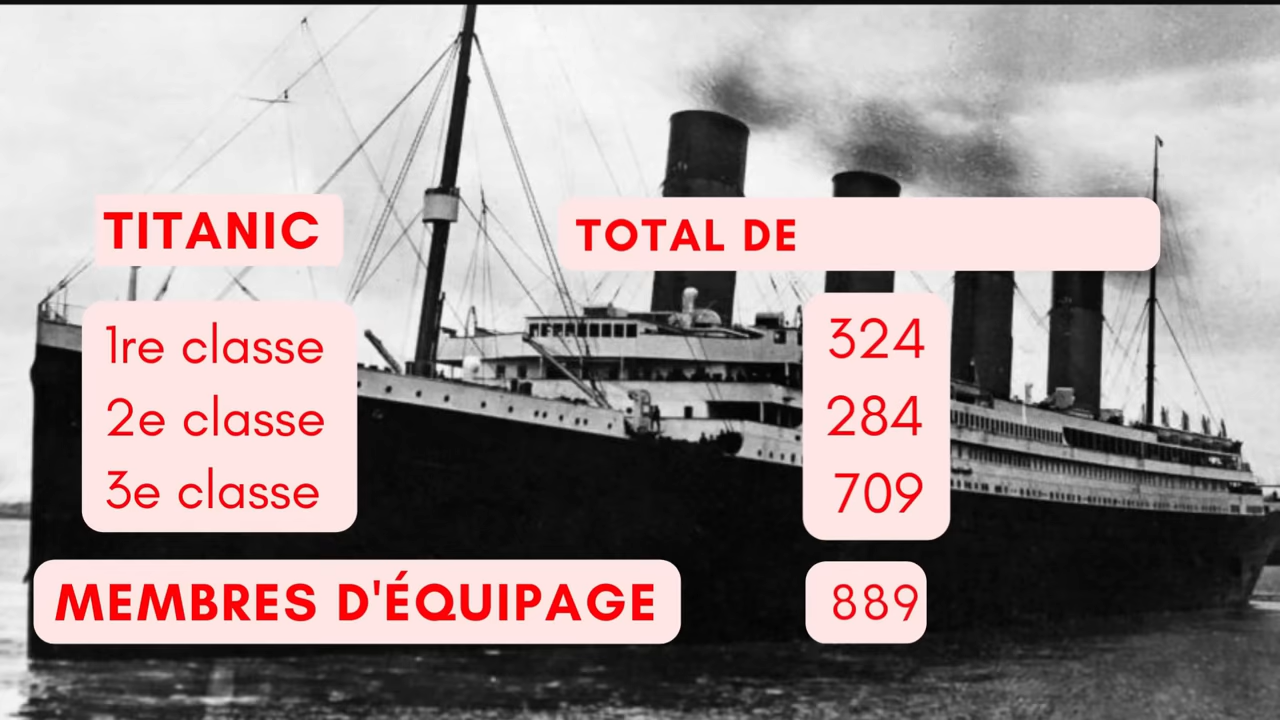 TITANIC
TOTAL DE
1re classe
324
2e classe
284
3e classe
709
MEMBRES D'ÉQUIPAGE
889